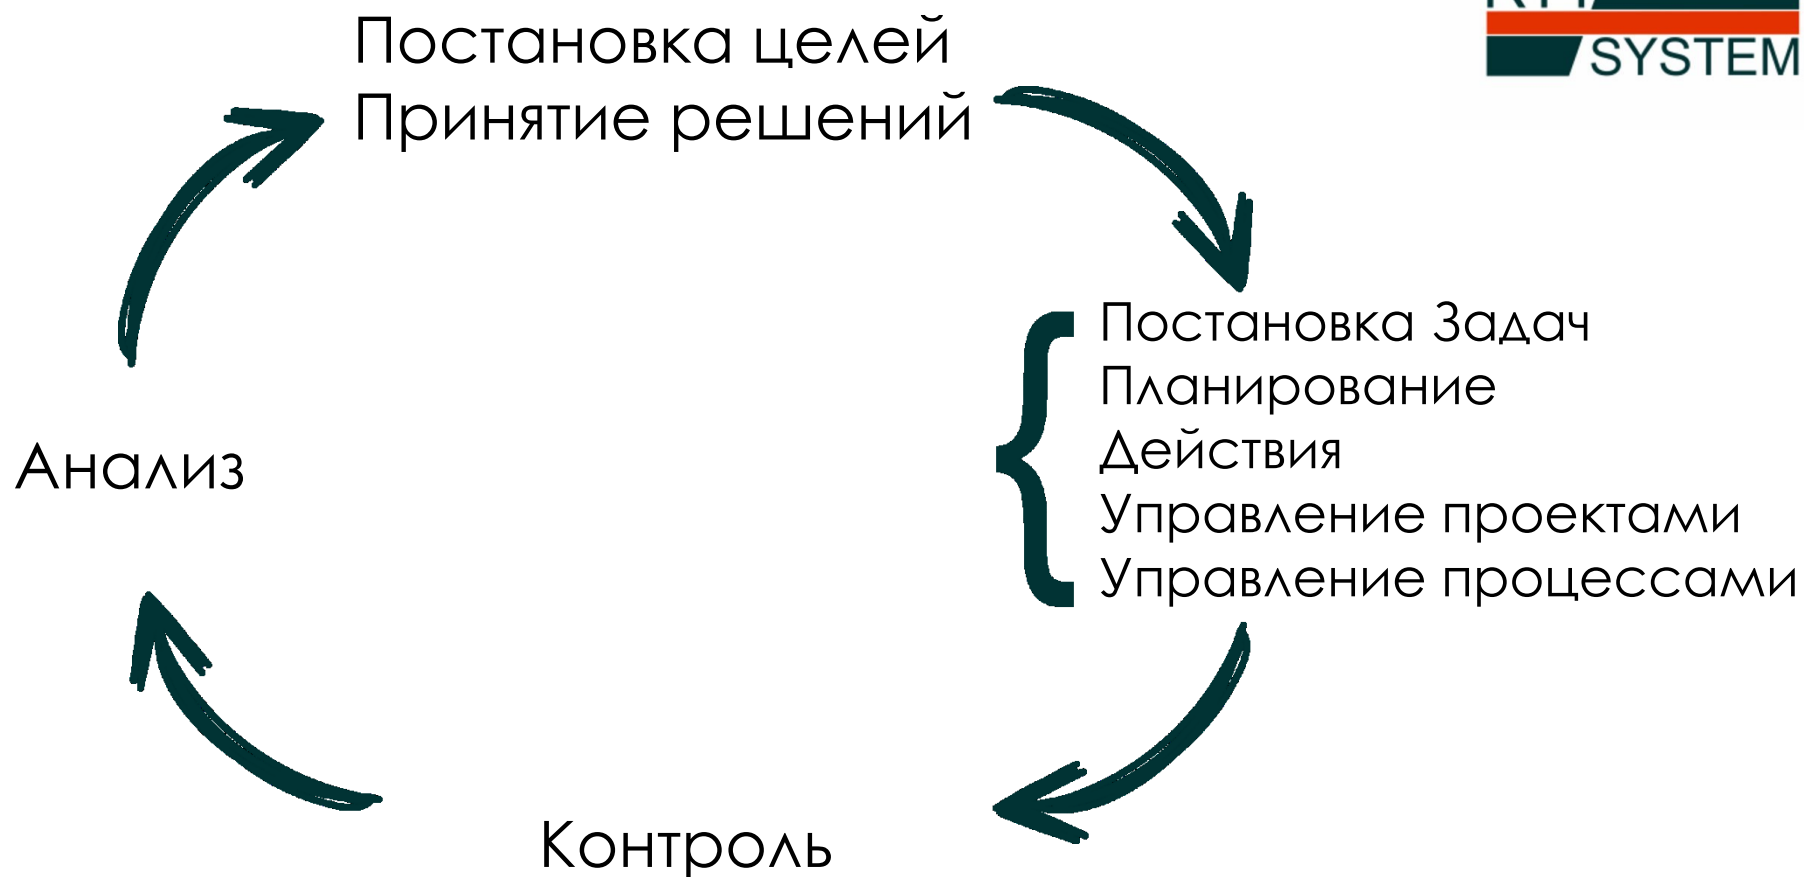 Постановка целей
Принятие решений
SYSTEM
Постановка Задач
Планирование
Действия
Управление проектами
Управление процессами
Анализ
Контроль